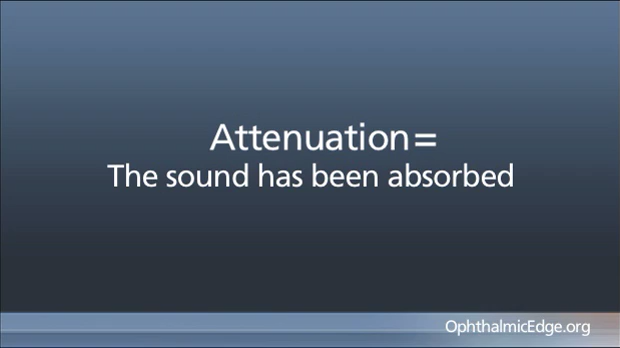 Attenuation=
The sound has been absorbed
OphthalmicEdge.org